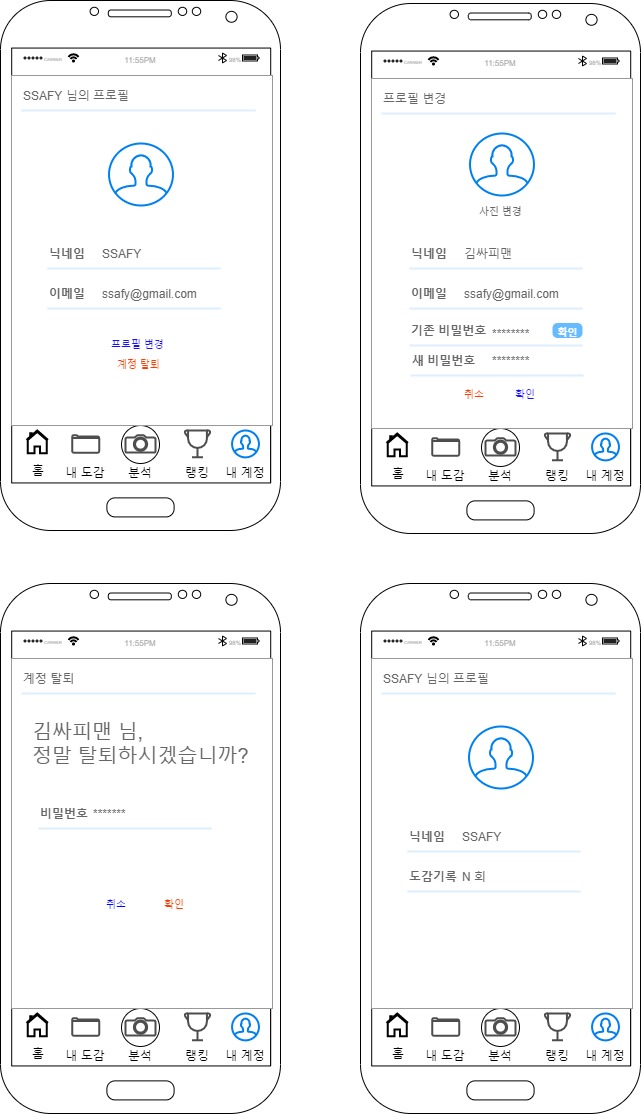 11:55PM
98%
SSAFY 님의 프로필
닉네임 SSAFY
이메일 ssafy@gmail.com
프로필 변경
계정 탈퇴
홈 내 도감 분석 랭킹 내 계정
11:55PM
98%
프로필 변경
사진 변경
닉네임 김싸피맨
이메일 ssafy@gmail.com
기존 비밀번호 ******** 확인
새 비밀번호 ********
취소 확인
홈 내 도감 분석 랭킹 내 계정
11:55PM
98%
계정 탈퇴
김싸피맨 님,
정말 탈퇴하시겠습니까?
비밀번호 *******
취소 확인
홈 내 도감 분석 랭킹 내 계정
11:55PM
98%
SSAFY 님의 프로필
닉네임 SSAFY
도감기록 N 회
홈 내 도감 분석 랭킹 내 계정